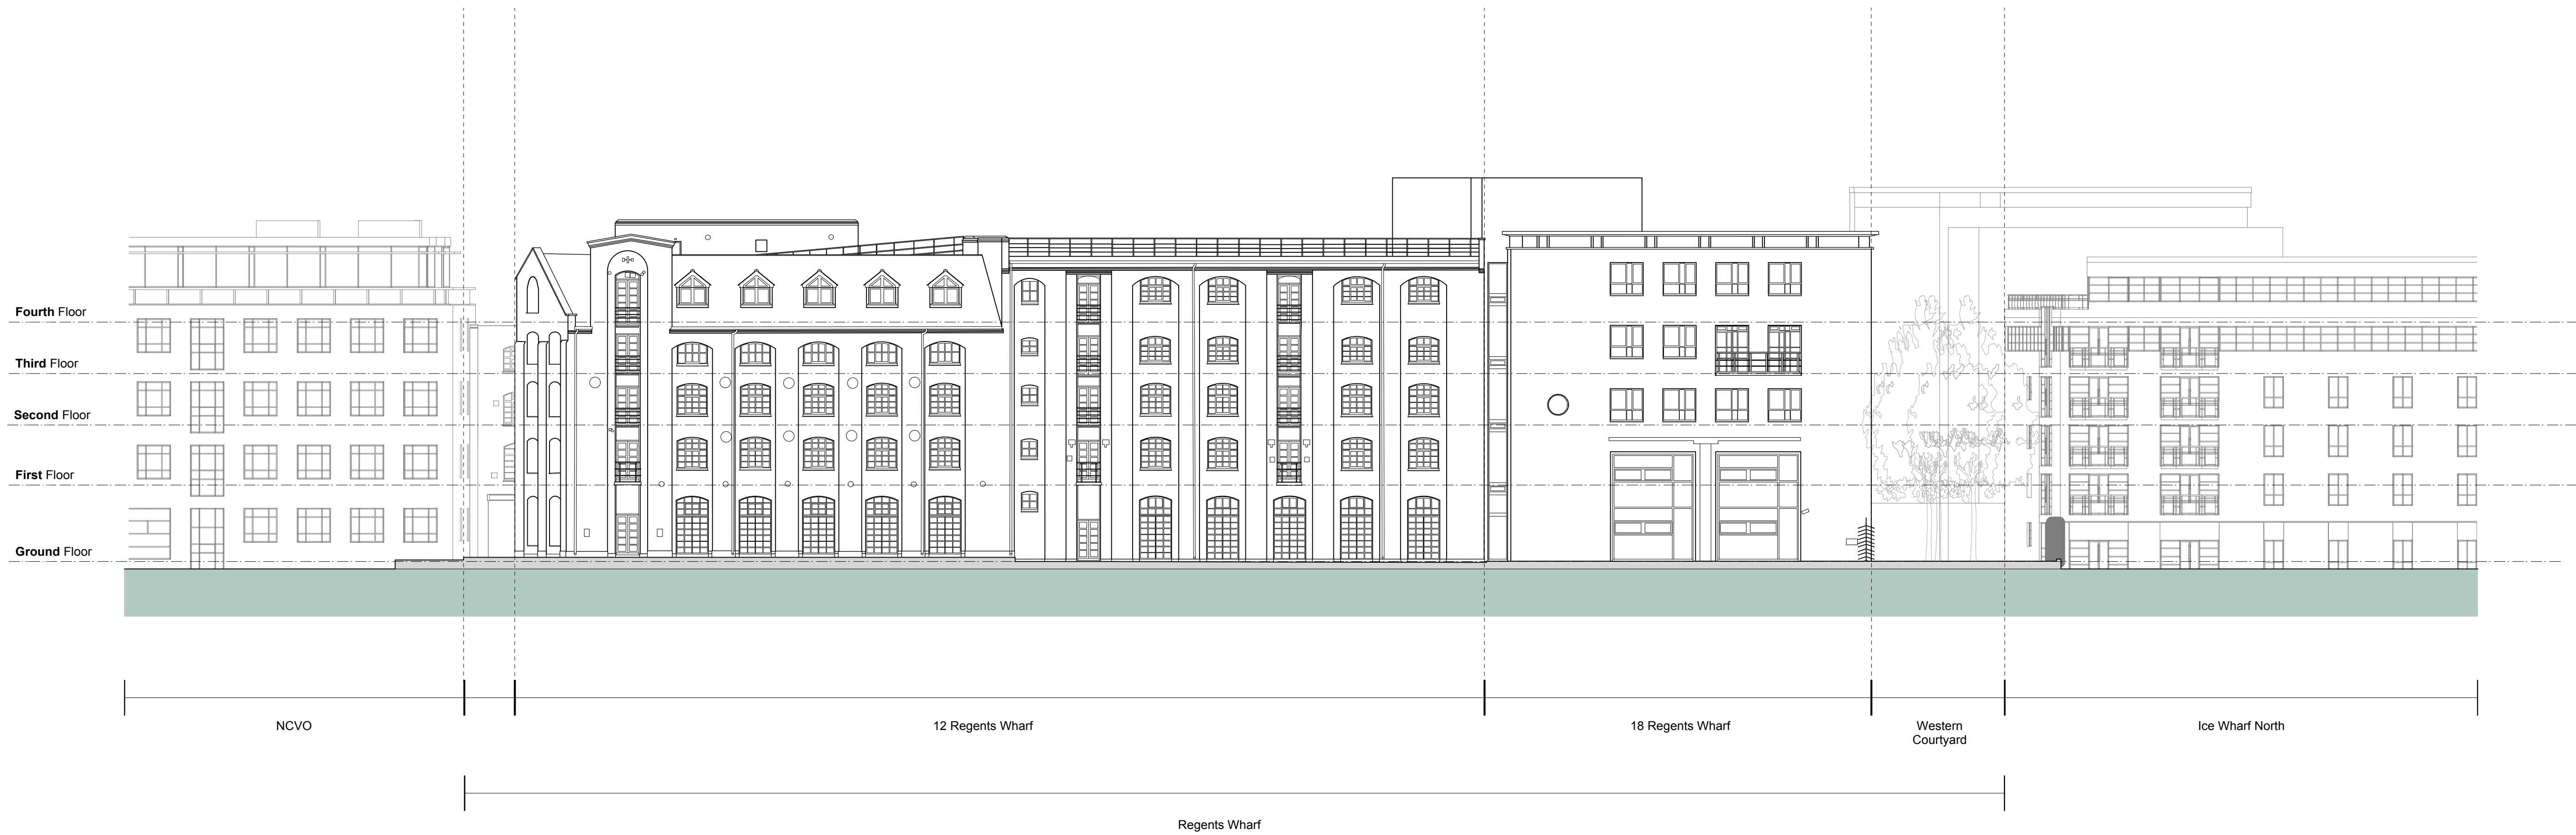 Fourth Floor
Third Floor
Second Floor
First Floor
Ground Floor
NCVO
12 Regents Wharf
18 Regents Wharf
Western
Courtyard
Ice Wharf North
Regents Wharf